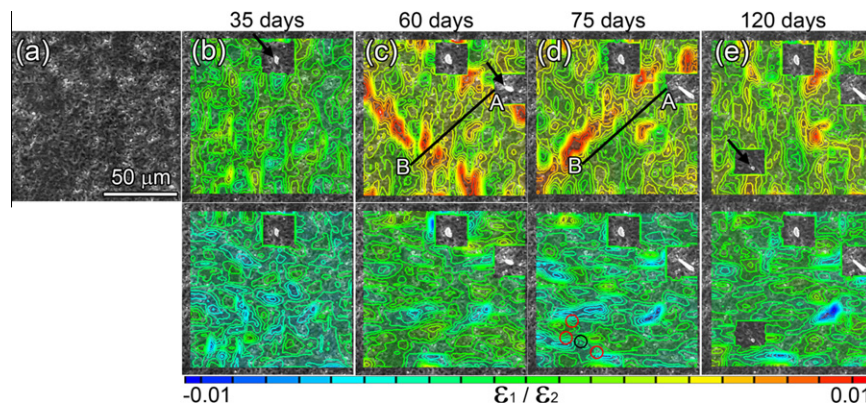 35 days 60 days 75 days 120 days
(a) (b) (c) (d) (e)
A A
B B
50 μm
-0.01 ε1 / ε2 0.01